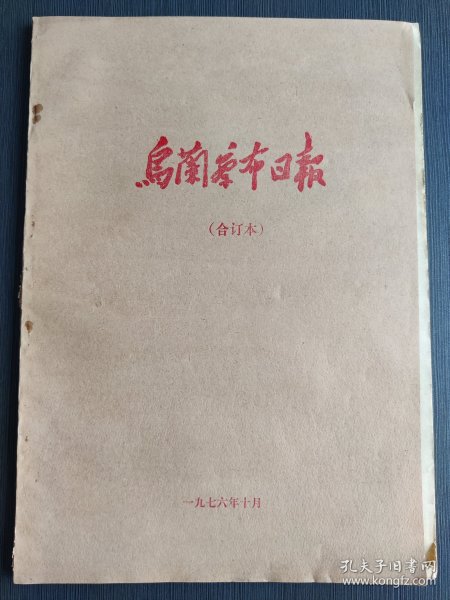 烏蘭察布日报
（合订本）
一九七六年十月
孔夫子旧书网
www.kongfz.com